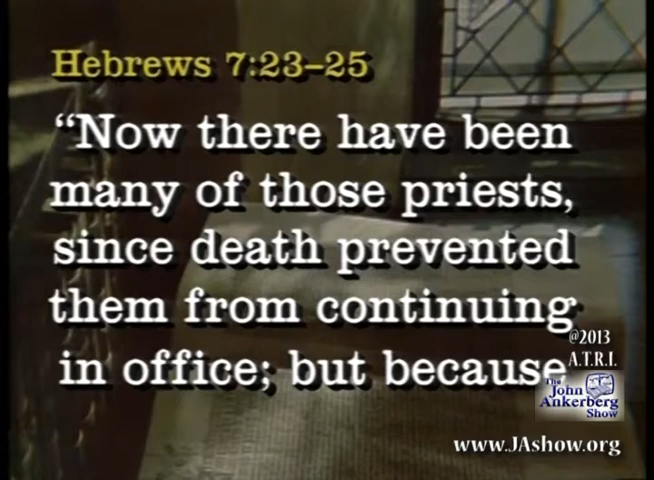 Hebrews 7:23–25
“Now there have been
many of those priests,
since death prevented
them from continuing
in office; but because
@2013
A.T.R.I.
The
John
Ankerberg
Show
www.JAshow.org